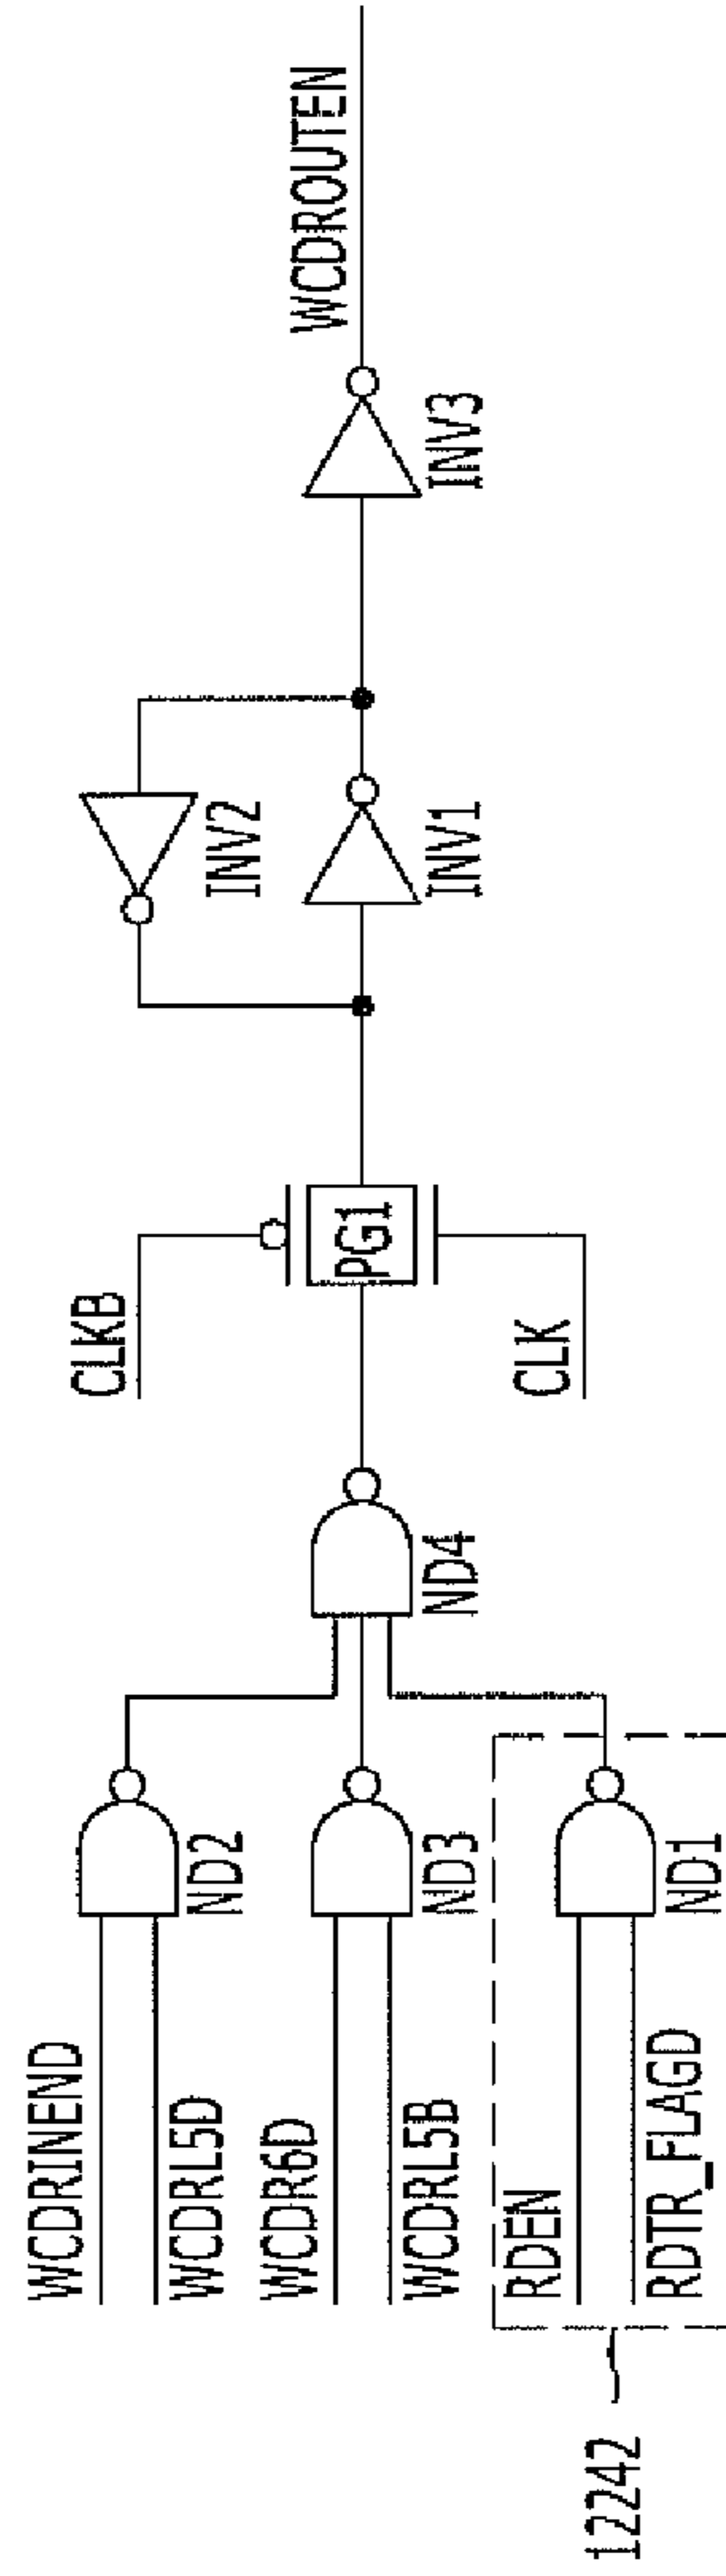 WCDRINEND
WCDRL5D
ND2
WCDR6D
WCDRL5B
ND3
RDEN
RDTR_FLAGD
ND1
12242
ND4
CLKB
PG1
CLK
INV2
INV1
INV3
WCDROUTEN